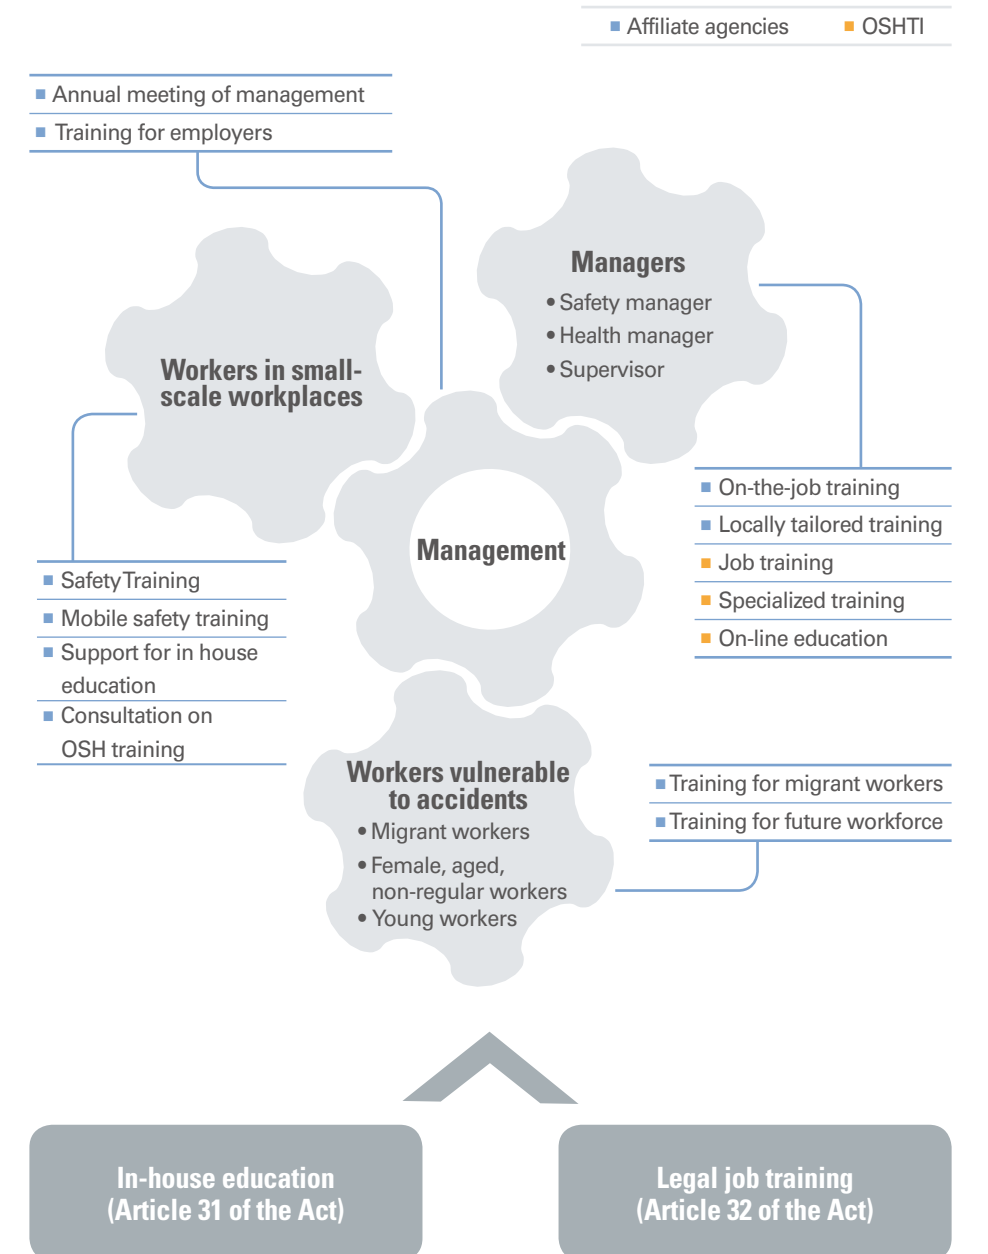 Affiliate agencies OSHTI
Annual meeting of management
Training for employers
Managers
• Safety manager
• Health manager
• Supervisor
Workers in small-
scale workplaces
Management
On-the-job training
Locally tailored training
Job training
Specialized training
On-line education
Safety Training
Mobile safety training
Support for in house
education
Consultation on
OSH training
Workers vulnerable
to accidents
• Migrant workers
• Female, aged,
non-regular workers
• Young workers
Training for migrant workers
Training for future workforce
In-house education
(Article 31 of the Act)
Legal job training
(Article 32 of the Act)